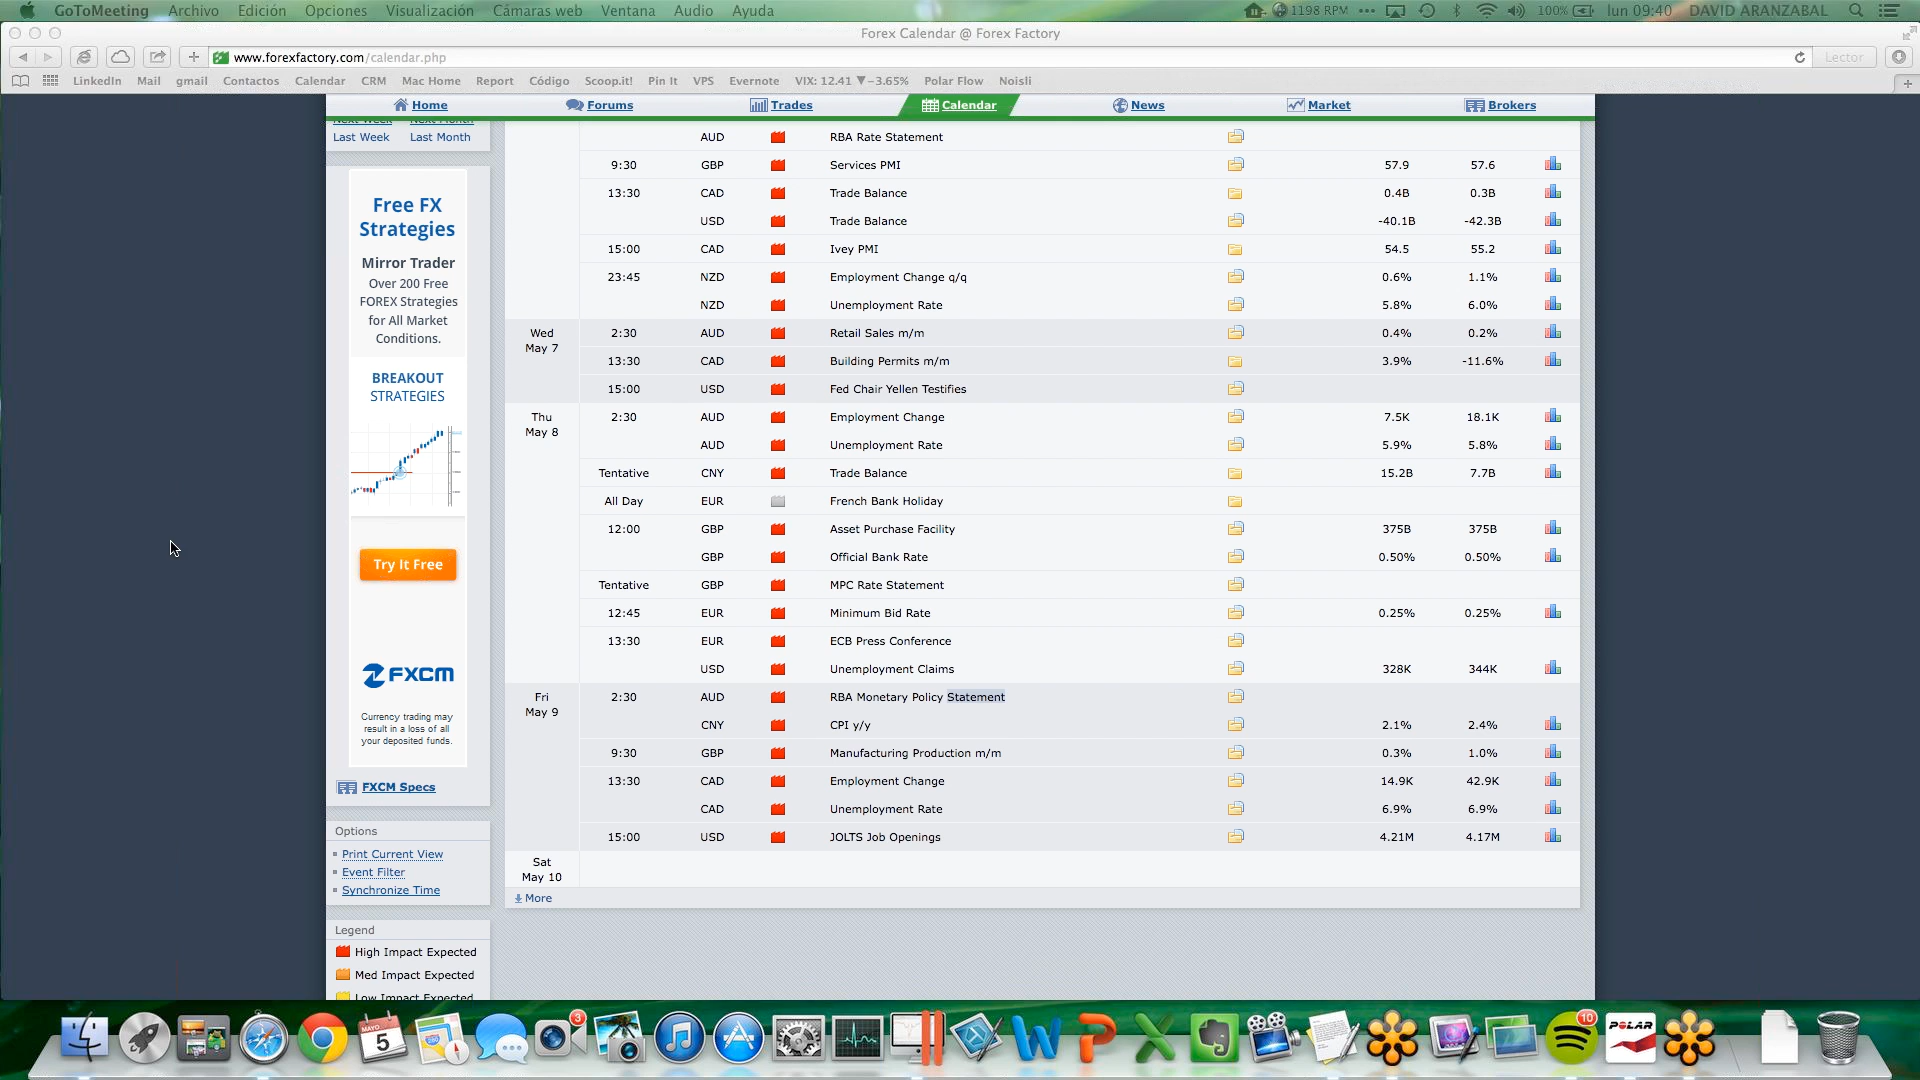 GoToMeeting Archivo Edición Opciones Visualización Cámaras web Ventana Audio Ayuda 1198 RPM 100% lun 09:40 DAVID ARANZABAL
Forex Calendar @ Forex Factory
www.forexfactory.com/calendar.php Lector
LinkedIn Mail gmail Contactos Calendar CRM Mac Home Report Código Scoop.it! Pin It VPS Evernote VIX: 12.41 ▼−3.65% Polar Flow Noisli
Home Forums Trades Calendar News Market Brokers
Next Week Next Month
Last Week Last Month
Free FX
Strategies
Mirror Trader
Over 200 Free
FOREX Strategies
for All Market
Conditions.
BREAKOUT
STRATEGIES
Try It Free
FXCM
Currency trading may
result in a loss of all
your deposited funds.
FXCM Specs
Options
Print Current View
Event Filter
Synchronize Time
Legend
High Impact Expected
Med Impact Expected
Low Impact Expected
AUD RBA Rate Statement
9:30 GBP Services PMI 57.9 57.6
13:30 CAD Trade Balance 0.4B 0.3B
USD Trade Balance -40.1B -42.3B
15:00 CAD Ivey PMI 54.5 55.2
23:45 NZD Employment Change q/q 0.6% 1.1%
NZD Unemployment Rate 5.8% 6.0%
Wed
May 7
2:30 AUD Retail Sales m/m 0.4% 0.2%
13:30 CAD Building Permits m/m 3.9% -11.6%
15:00 USD Fed Chair Yellen Testifies
Thu
May 8
2:30 AUD Employment Change 7.5K 18.1K
AUD Unemployment Rate 5.9% 5.8%
Tentative CNY Trade Balance 15.2B 7.7B
All Day EUR French Bank Holiday
12:00 GBP Asset Purchase Facility 375B 375B
GBP Official Bank Rate 0.50% 0.50%
Tentative GBP MPC Rate Statement
12:45 EUR Minimum Bid Rate 0.25% 0.25%
13:30 EUR ECB Press Conference
USD Unemployment Claims 328K 344K
Fri
May 9
2:30 AUD RBA Monetary Policy Statement
CNY CPI y/y 2.1% 2.4%
9:30 GBP Manufacturing Production m/m 0.3% 1.0%
13:30 CAD Employment Change 14.9K 42.9K
CAD Unemployment Rate 6.9% 6.9%
15:00 USD JOLTS Job Openings 4.21M 4.17M
Sat
May 10
More
MAYO
5
3
10
POLAR